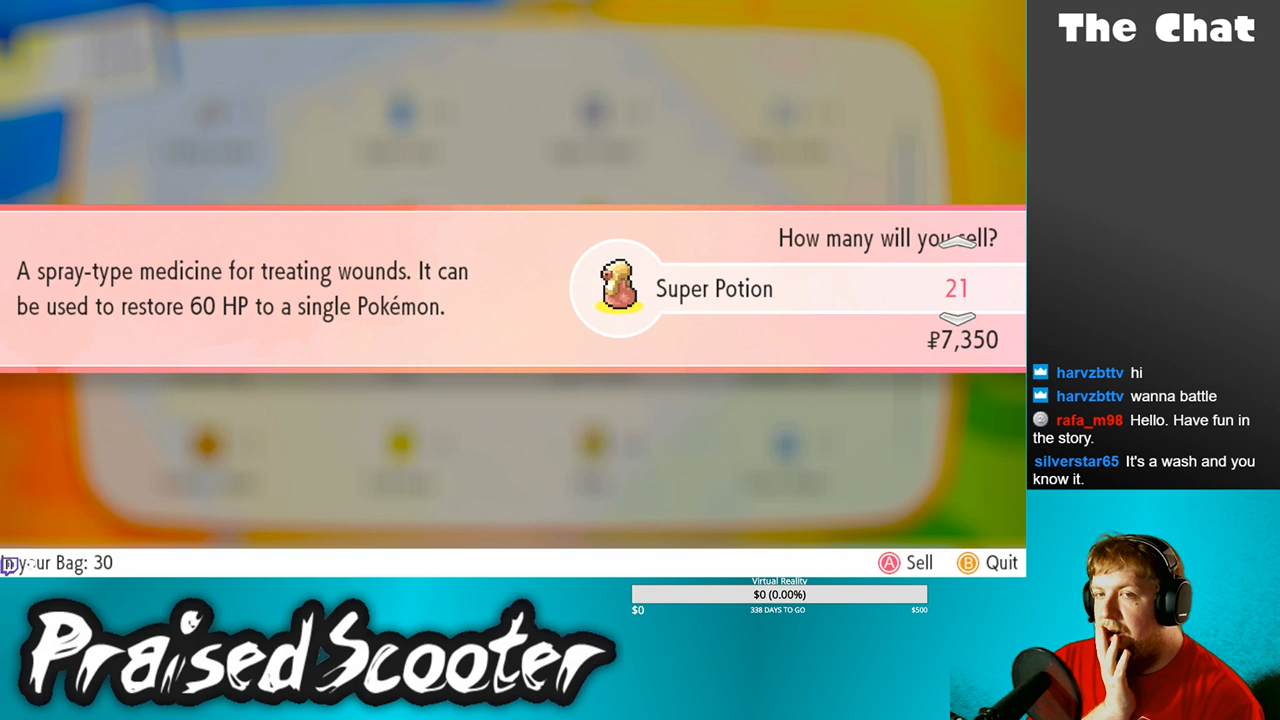 The Chat
How many will you sell?
A spray-type medicine for treating wounds. It can
be used to restore 60 HP to a single Pokémon.
Super Potion
21
₽7,350
harvzbttv hi
harvzbttv wanna battle
rafa_m98 Hello. Have fun in
the story.
silverstar65 It's a wash and you
know it.
your Bag: 30
A Sell
B Quit
Virtual Reality
$0 (0.00%)
$0
338 DAYS TO GO
$500
PraisedScooter